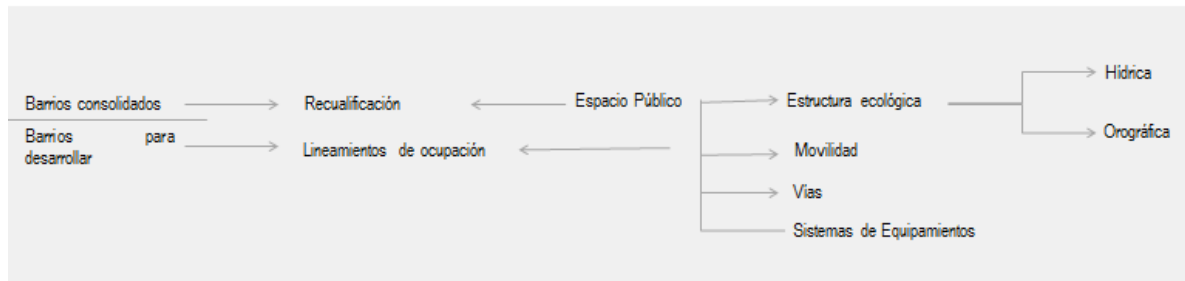 Barrios consolidados
Barrios para
desarrollar
Recualificación
Lineamientos de ocupación
Espacio Público
Estructura ecológica
Movilidad
Vías
Sistemas de Equipamientos
Hídrica
Orográfica